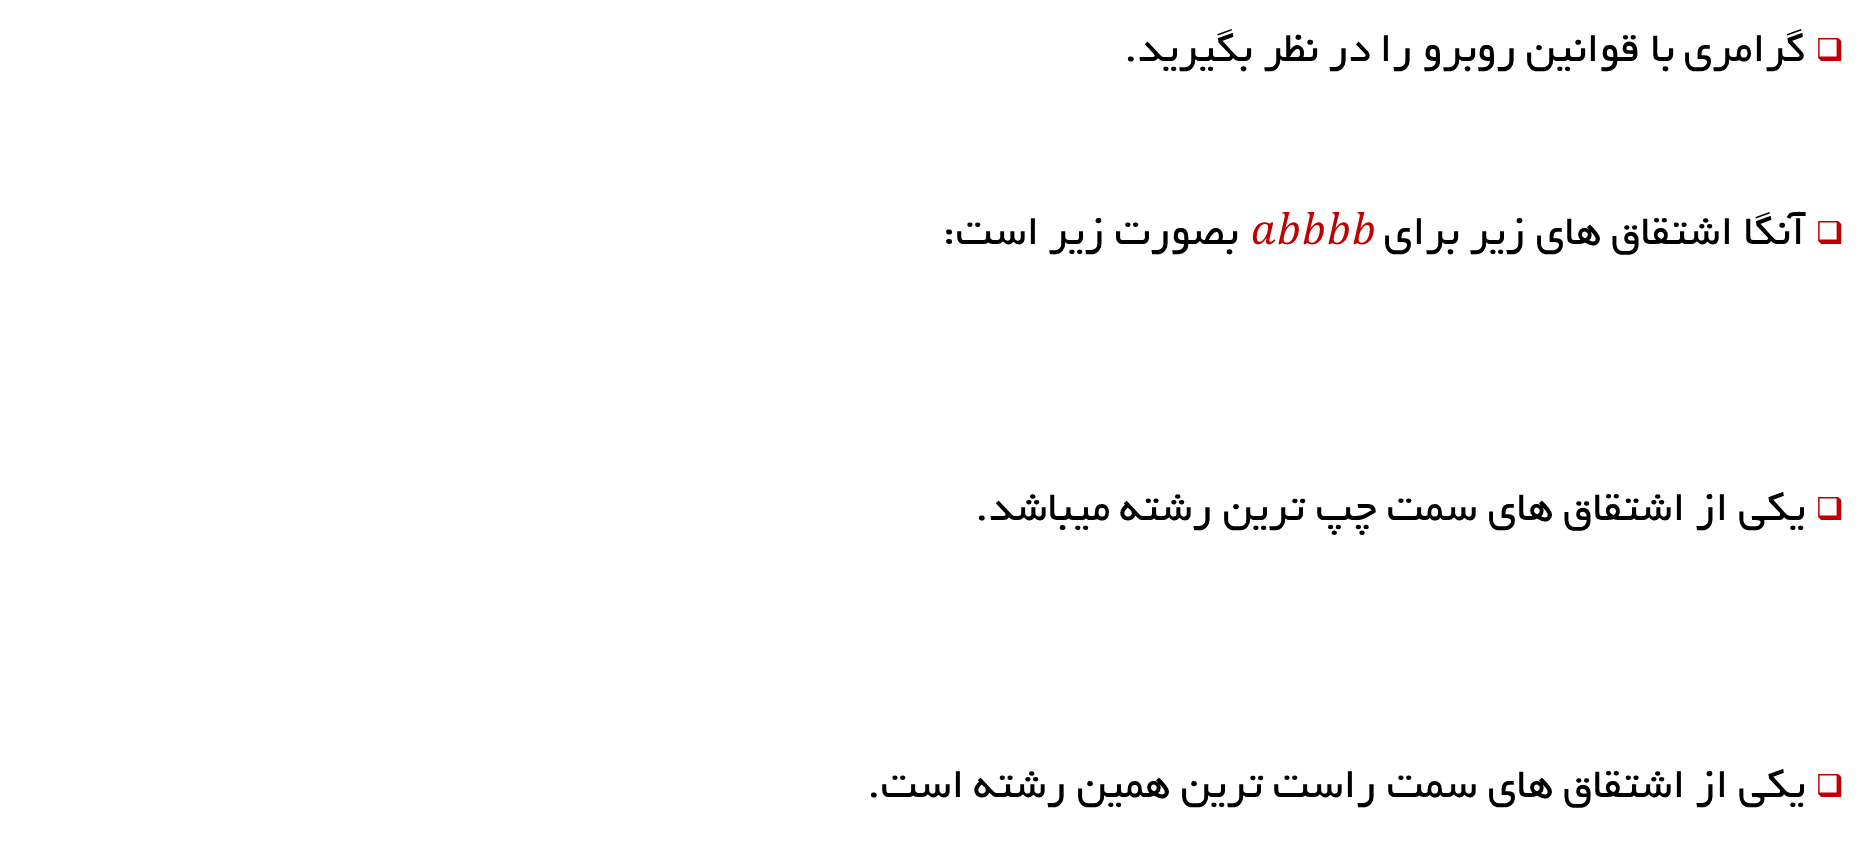 ❑ گرامری با قوانین روبرو را در نظر بگیرید.
❑ آنگا اشتقاق های زیر برای abbbb بصورت زیر است:
❑ یکی از اشتقاق های سمت چپ ترین رشته میباشد.
❑ یکی از اشتقاق های سمت راست ترین همین رشته است.